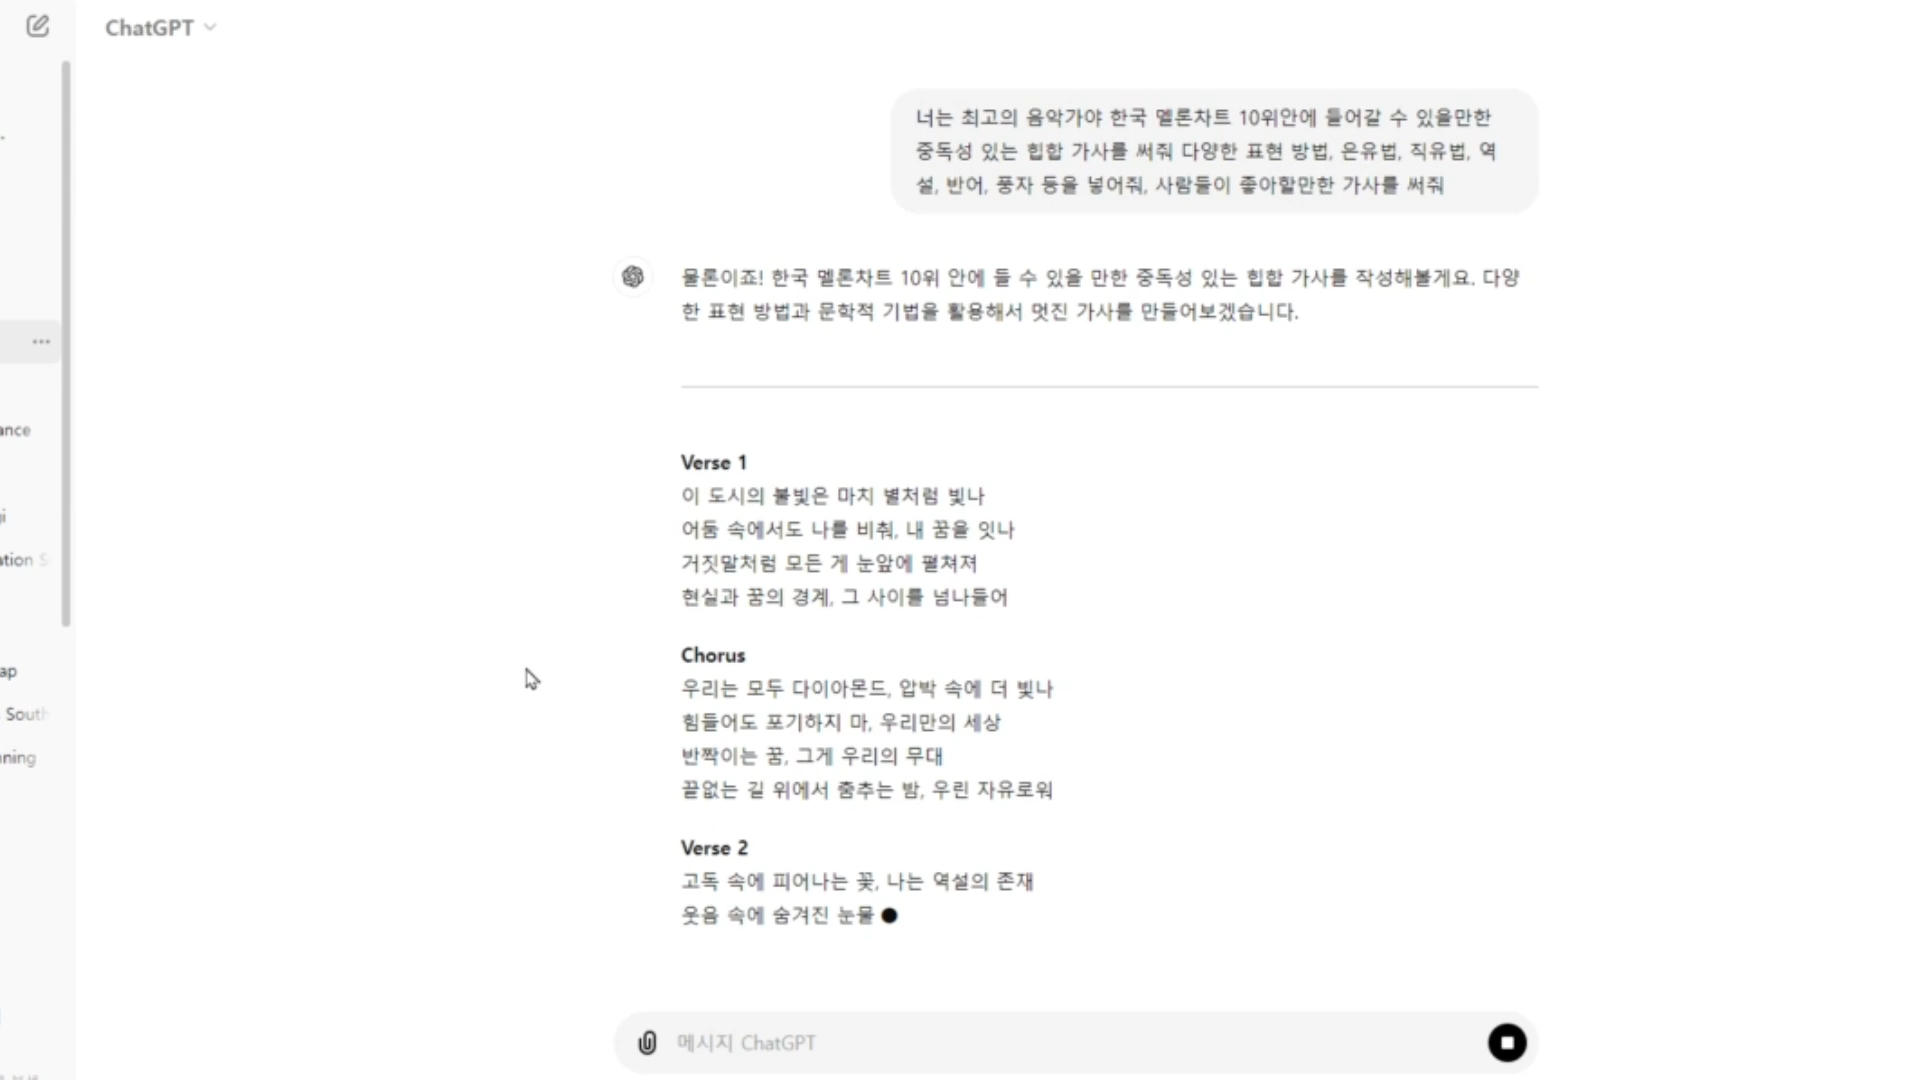 ChatGPT
너는 최고의 음악가야 한국 멜론차트 10위안에 들어갈 수 있을만한
중독성 있는 힙합 가사를 써줘 다양한 표현 방법, 은유법, 직유법, 역
설, 반어, 풍자 등을 넣어줘, 사람들이 좋아할만한 가사를 써줘
물론이죠! 한국 멜론차트 10위 안에 들 수 있을 만한 중독성 있는 힙합 가사를 작성해볼게요. 다양
한 표현 방법과 문학적 기법을 활용해서 멋진 가사를 만들어보겠습니다.
Verse 1
이 도시의 불빛은 마치 별처럼 빛나
어둠 속에서도 나를 비춰, 내 꿈을 잇나
거짓말처럼 모든 게 눈앞에 펼쳐져
현실과 꿈의 경계, 그 사이를 넘나들어
Chorus
우리는 모두 다이아몬드, 압박 속에 더 빛나
힘들어도 포기하지 마, 우리만의 세상
반짝이는 꿈, 그게 우리의 무대
끝없는 길 위에서 춤추는 밤, 우린 자유로워
Verse 2
고독 속에 피어나는 꽃, 나는 역설의 존재
웃음 속에 숨겨진 눈물
메시지 ChatGPT
ance
ation S
ap
South
ning